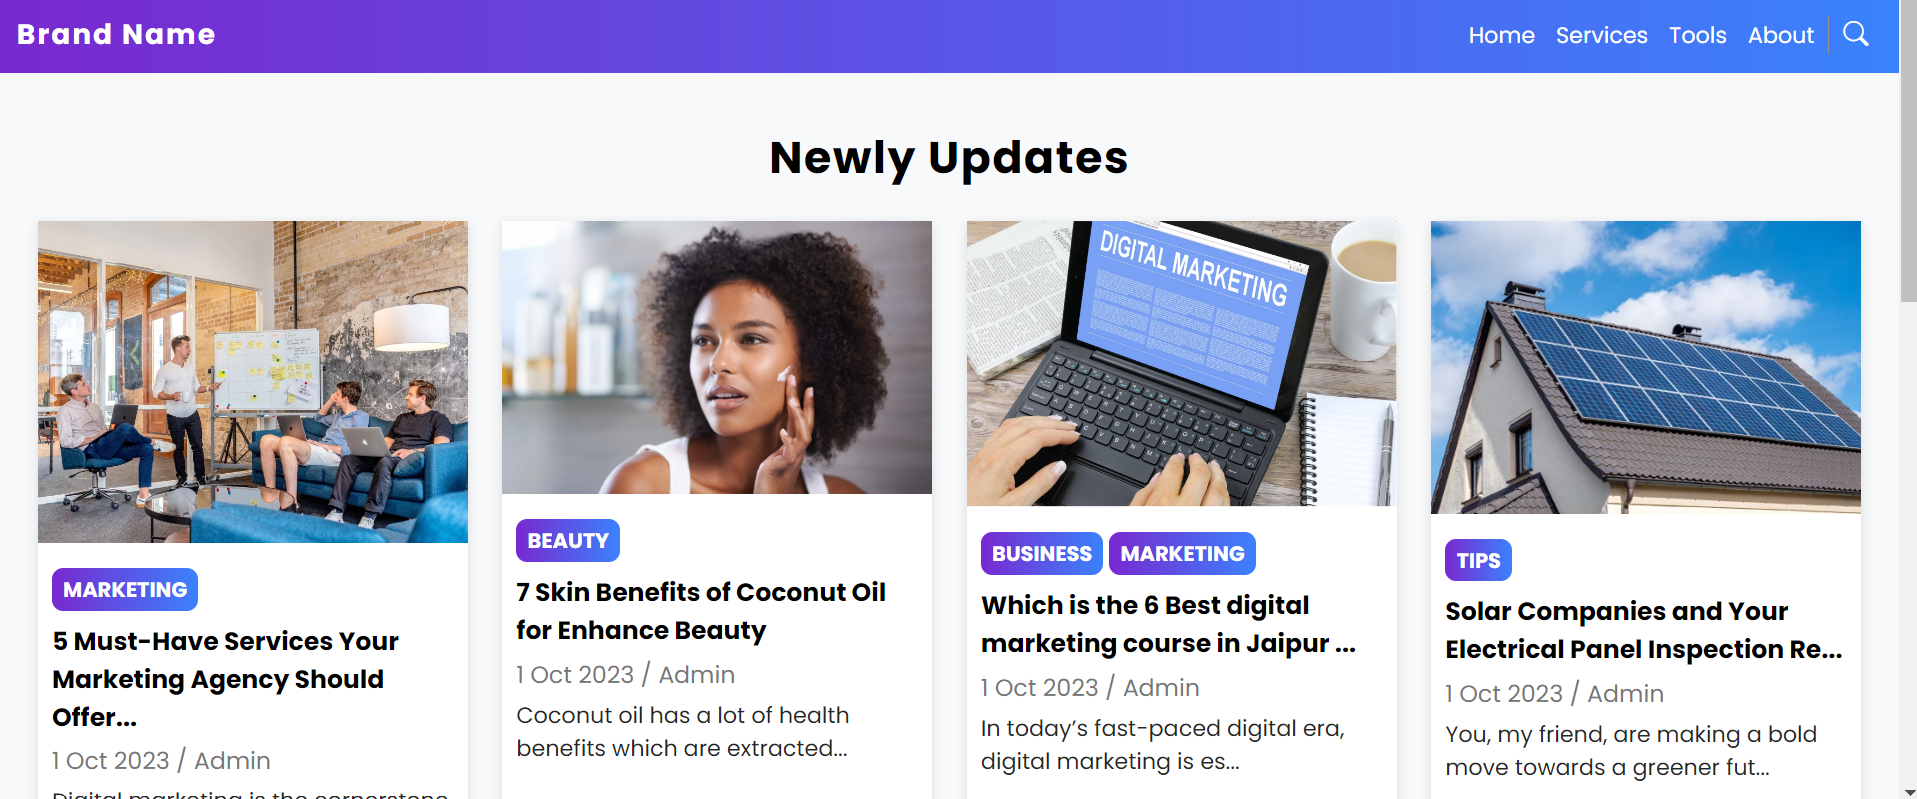 Brand Name
Home Services Tools About
Newly Updates
MARKETING
5 Must-Have Services Your
Marketing Agency Should
Offer...
1 Oct 2023 / Admin
BEAUTY
7 Skin Benefits of Coconut Oil
for Enhance Beauty
1 Oct 2023 / Admin
Coconut oil has a lot of health
benefits which are extracted...
DIGITAL MARKETING
BUSINESS MARKETING
Which is the 6 Best digital
marketing course in Jaipur ...
1 Oct 2023 / Admin
In today’s fast-paced digital era,
digital marketing is es...
TIPS
Solar Companies and Your
Electrical Panel Inspection Re...
1 Oct 2023 / Admin
You, my friend, are making a bold
move towards a greener fut...